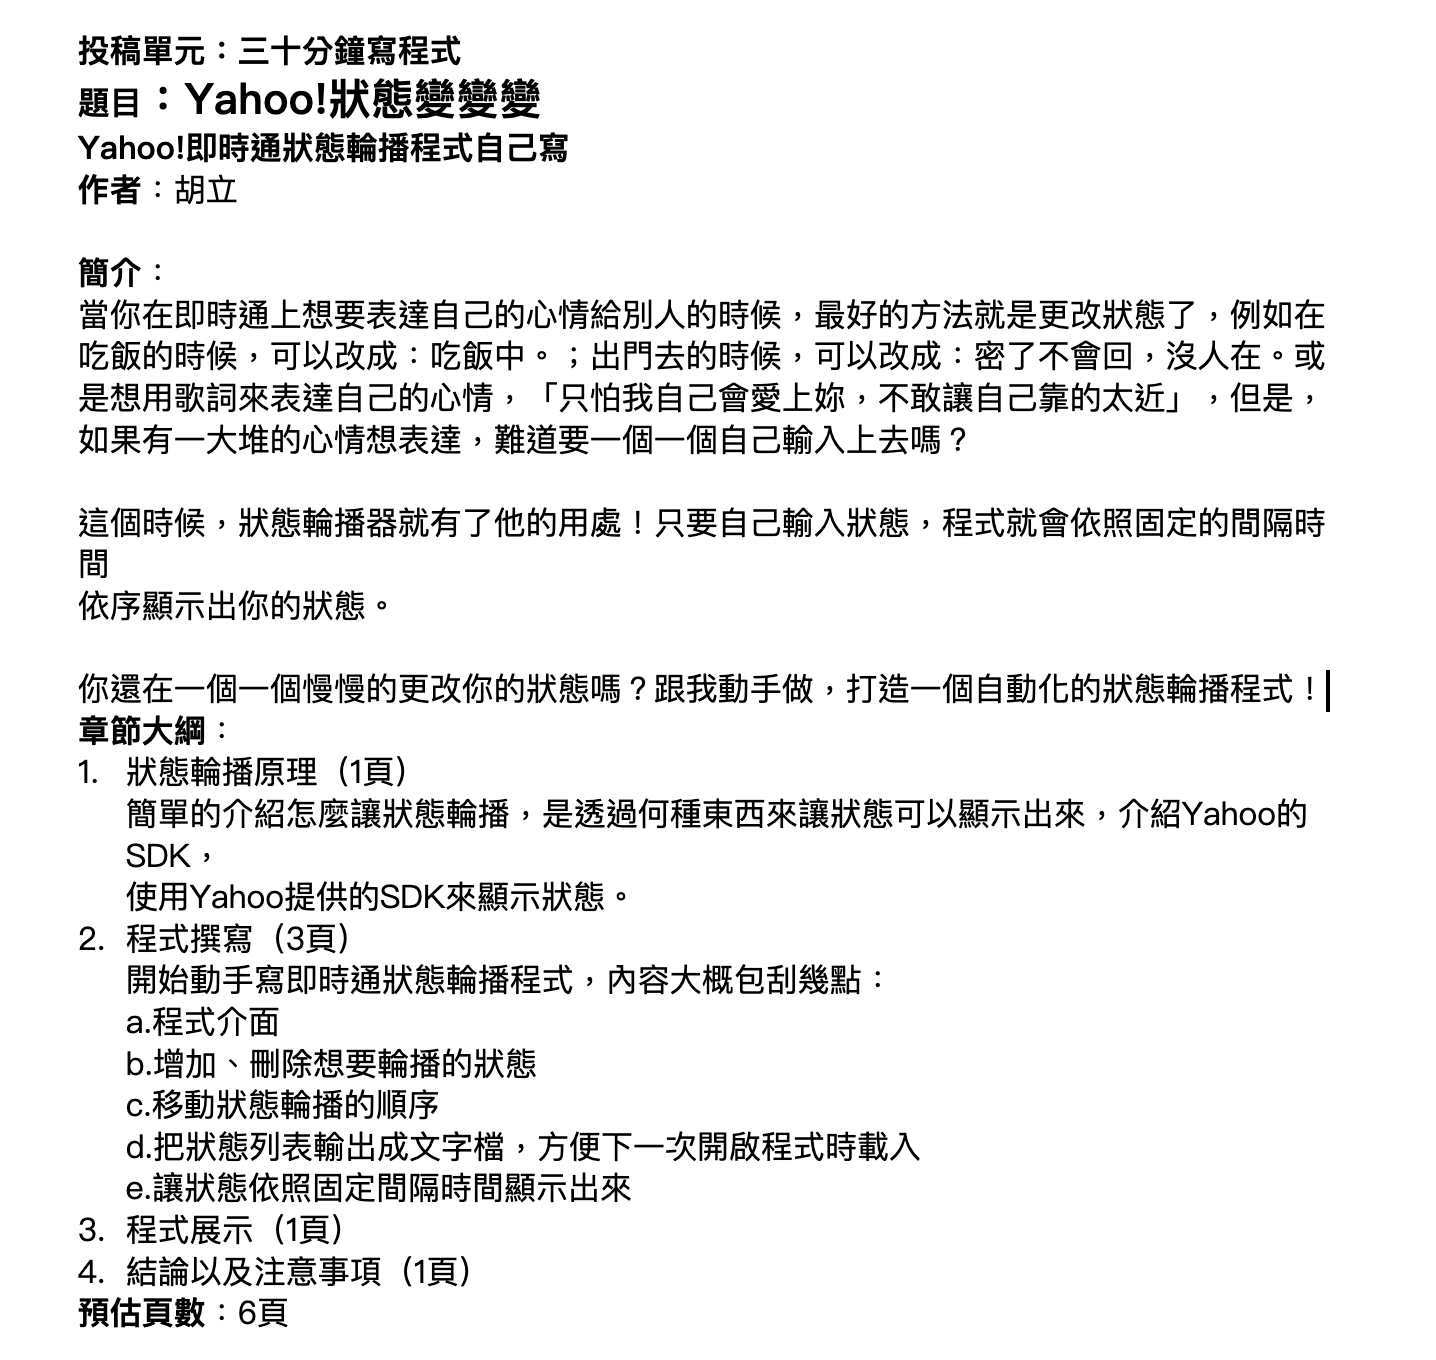 投稿單元：三十分鐘寫程式
題目：Yahoo!狀態變變變
Yahoo!即時通狀態輪播程式自己寫
作者：胡立
簡介：
當你在即時通上想要表達自己的心情給別人的時候，最好的方法就是更改狀態了，例如在
吃飯的時候，可以改成：吃飯中。；出門去的時候，可以改成：密了不會回，沒人在。或
是想用歌詞來表達自己的心情，「只怕我自己會愛上妳，不敢讓自己靠的太近」，但是，
如果有一大堆的心情想表達，難道要一個一個自己輸入上去嗎？
這個時候，狀態輪播器就有了他的用處！只要自己輸入狀態，程式就會依照固定的間隔時
間
依序顯示出你的狀態。
你還在一個一個慢慢的更改你的狀態嗎？跟我動手做，打造一個自動化的狀態輪播程式！
章節大綱：
1. 狀態輪播原理（1頁）
簡單的介紹怎麼讓狀態輪播，是透過何種東西來讓狀態可以顯示出來，介紹Yahoo的
SDK，
使用Yahoo提供的SDK來顯示狀態。
2. 程式撰寫（3頁）
開始動手寫即時通狀態輪播程式，內容大概包刮幾點：
a.程式介面
b.增加、刪除想要輪播的狀態
c.移動狀態輪播的順序
d.把狀態列表輸出成文字檔，方便下一次開啟程式時載入
e.讓狀態依照固定間隔時間顯示出來
3. 程式展示（1頁）
4. 結論以及注意事項（1頁）
預估頁數：6頁